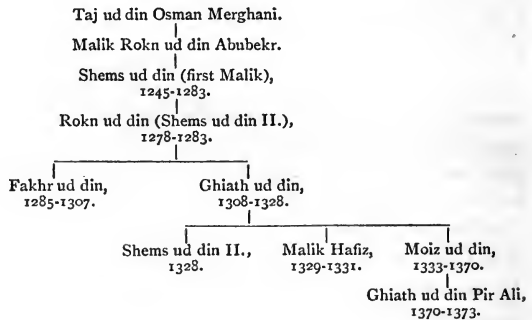 Taj ud din Osman Merghani.
Malik Rokn ud din Abubekr.
Shems ud din (first Malik),
1245-1283.
Rokn ud din (Shems ud din II.),
1278-1283.
Fakhr ud din,
1285-1307.
Ghiath ud din,
1308-1328.
Shems ud din II.,
1328.
Malik Hafiz,
1329-1331.
Moiz ud din,
1333-1370.
Ghiath ud din Pir Ali,
1370-1373.